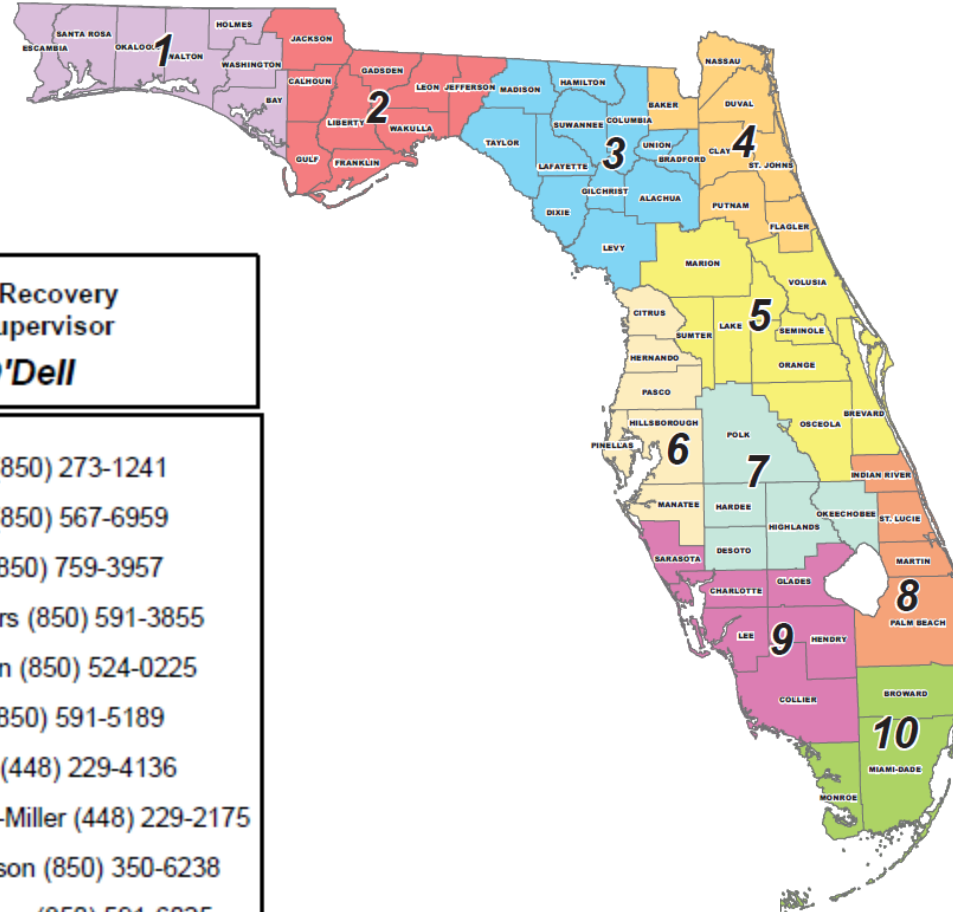 HOLMES
JACKSON
SANTA ROSA
ESCAMBIA
OKALOO
WALTON
1
WASHINGTON
CALHOUN
BAY
GADSDEN
LEON
JEFFERSON
2
LIBERTY
WAKULLA
GULF
FRANKLIN
MADISON
HAMILTON
SUWANNEE
COLUMBIA
TAYLOR
LAFAYETTE
3
UNION
BRADFORD
GILCHRIST
ALACHUA
DIXIE
LEVY
NASSAU
BAKER
DUVAL
CLAY
4
ST. JOHNS
PUTNAM
FLAGLER
MARION
VOLUSIA
SUMTER
LAKE
5
SEMINOLE
ORANGE
OSCEOLA
BREVARD
CITRUS
HERNANDO
PASCO
HILLSBOROUGH
PINELLAS
6
MANATEE
POLK
7
HARDEE
HIGHLANDS
OKEECHOBEE
DESOTO
INDIAN RIVER
ST. LUCIE
MARTIN
8
PALM BEACH
SARASOTA
CHARLOTTE
GLADES
LEE
9
HENDRY
COLLIER
BROWARD
10
MIAMI-DADE
MONROE
Recovery
upervisor
'Dell
(850) 273-1241
(850) 567-6959
850) 759-3957
rs (850) 591-3855
n (850) 524-0225
850) 591-5189
(448) 229-4136
-Miller (448) 229-2175
son (850) 350-6238